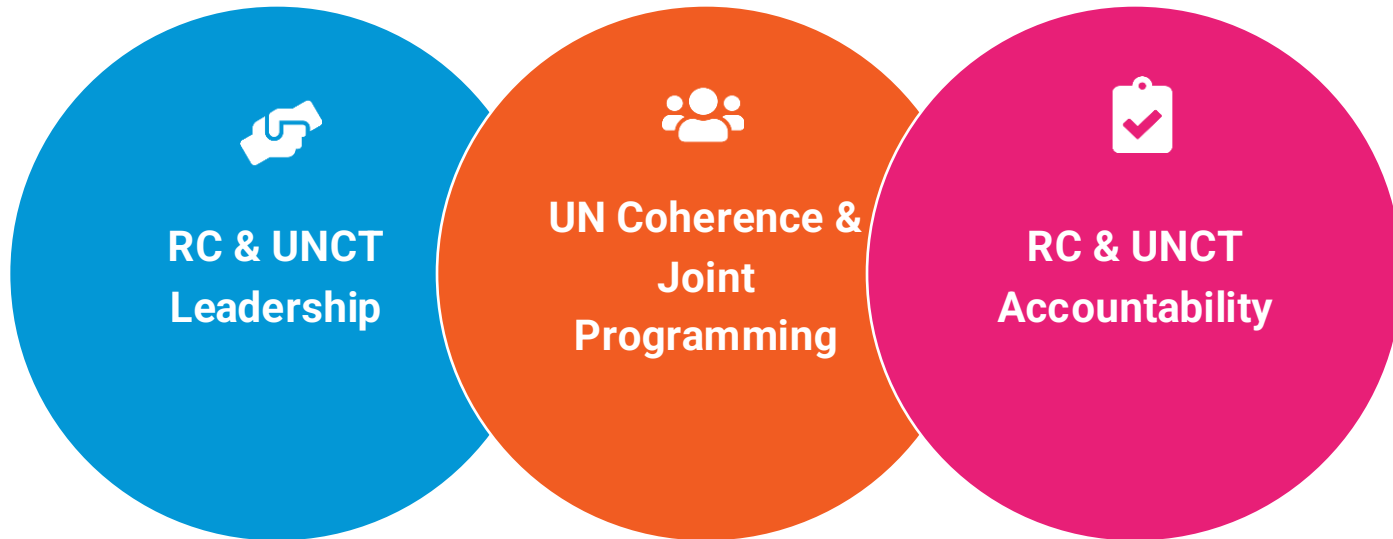 RC & UNCT
Leadership
UN Coherence &
Joint
Programming
RC & UNCT
Accountability